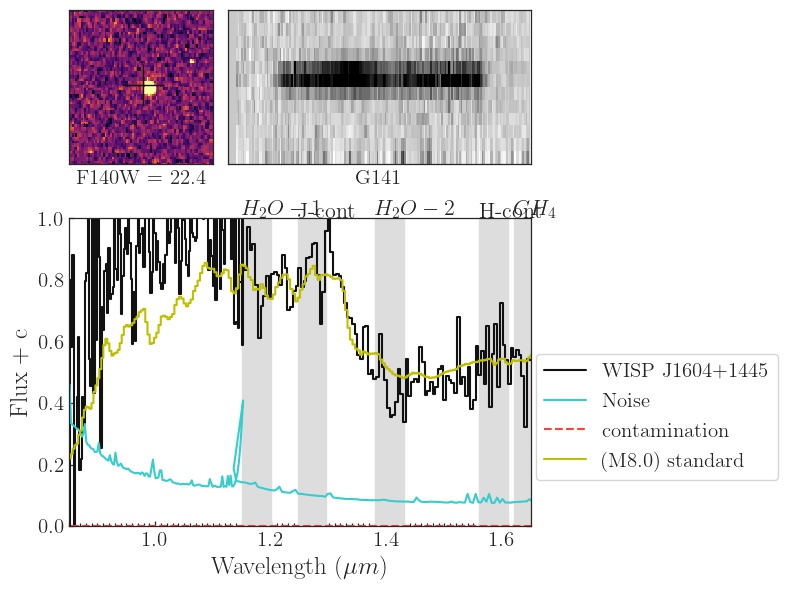 F140W = 22.4
G141
H₂O − 1
J-cont
H₂O − 2
H-cont
CH₄
1.0
0.8
0.6
0.4
0.2
0.0
Flux + c
1.0
1.2
1.4
1.6
Wavelength (μm)
WISP J1604+1445
Noise
contamination
(M8.0) standard